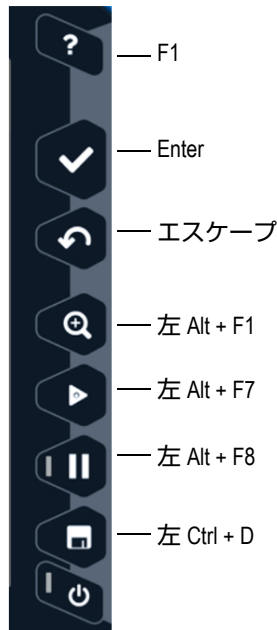 ?
F1
Enter
エスケープ
左 Alt + F1
左 Alt + F7
左 Alt + F8
左 Ctrl + D